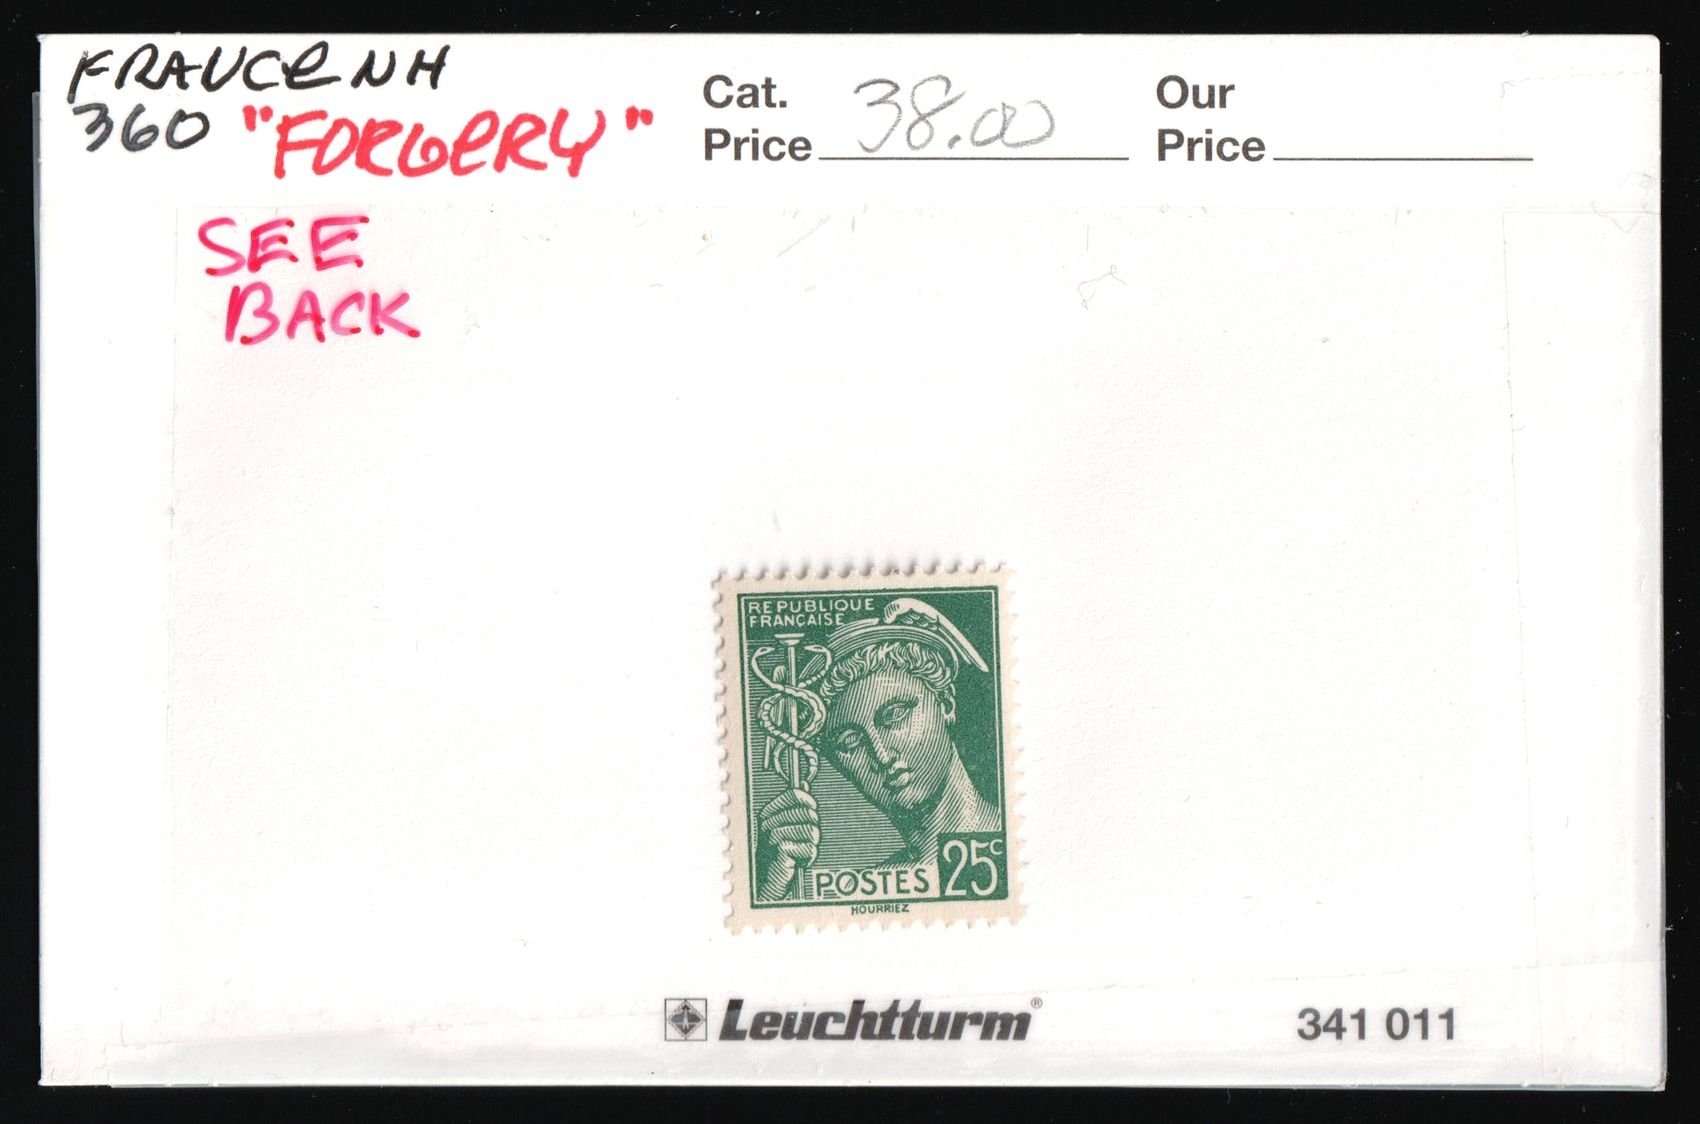 FRANCE NH
360 "FORGERY"
Cat.
Price 38.00
Our
Price
SEE
BACK
REPUBLIQUE
FRANÇAISE
POSTES 25c
HOURRIEZ
Leuchtturm®
341 011